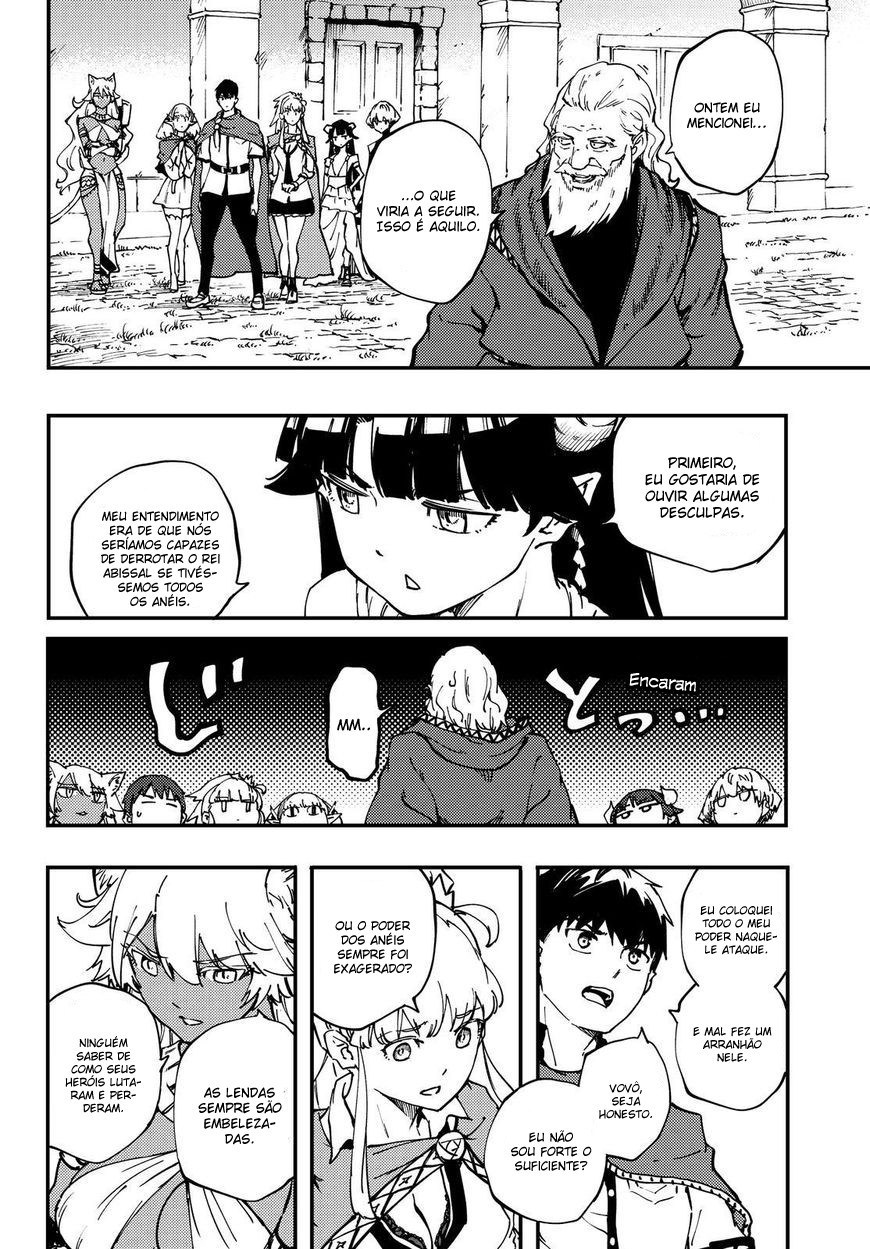 ONTEM EU
MENCIONEI...
...O QUE
VIRIA A SEGUIR.
ISSO É AQUILO.
PRIMEIRO,
EU GOSTARIA DE
OUVIR ALGUMAS
DESCULPAS.
MEU ENTENDIMENTO
ERA DE QUE NÓS
SERÍAMOS CAPAZES
DE DERROTAR O REI
ABISSAL SE TIVÉS-
SEMOS TODOS
OS ANÉIS.
Encaram
じとっ...
MM..
EU COLOQUEI
TODO O MEU
PODER NAQUE-
LE ATAQUE.
E MAL FEZ UM
ARRANHÃO
NELE.
VOVÔ,
SEJA
HONESTO.
EU NÃO
SOU FORTE O
SUFICIENTE?
OU O PODER
DOS ANÉIS
SEMPRE FOI
EXAGERADO?
AS LENDAS
SEMPRE SÃO
EMBELEZA-
DAS.
NINGUÉM
SABER DE
COMO SEUS
HERÓIS LUTA-
RAM E PER-
DERAM.